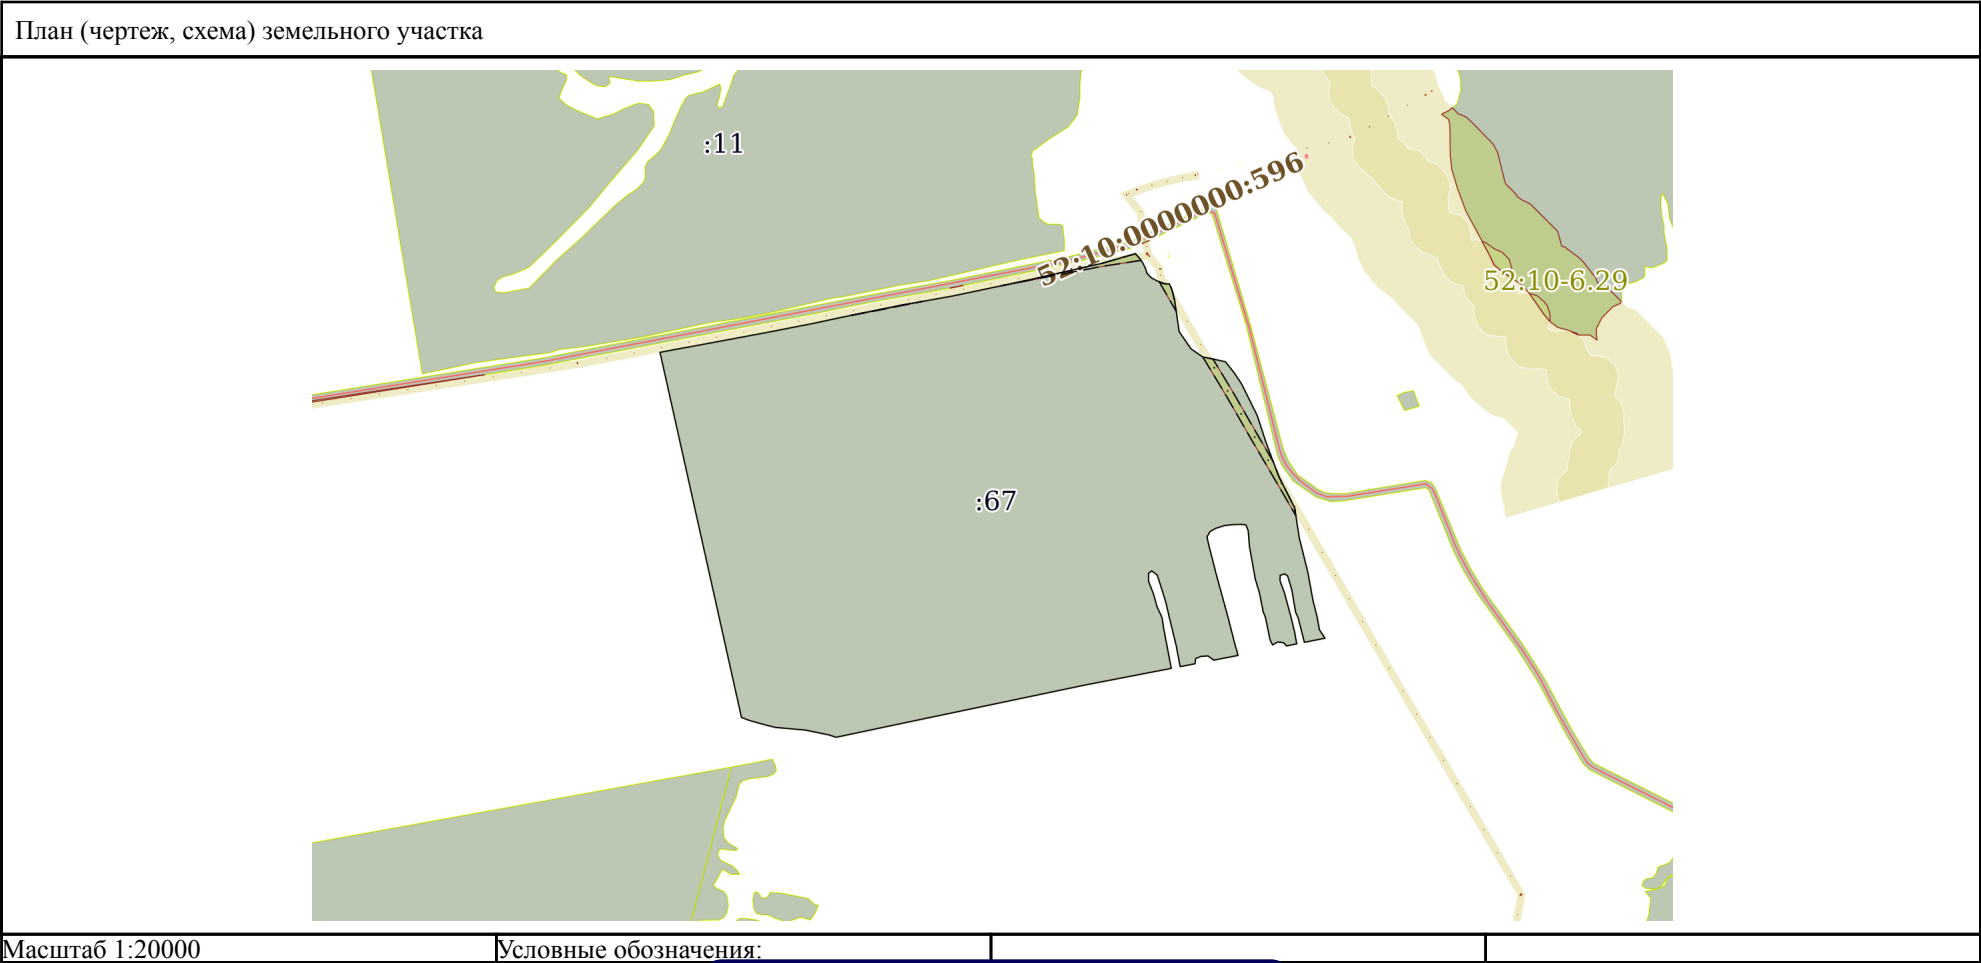 План (чертеж, схема) земельного участка
:11
52:10:0000000:596
52:10-6.29
:67
Масштаб 1:20000
Условные обозначения: